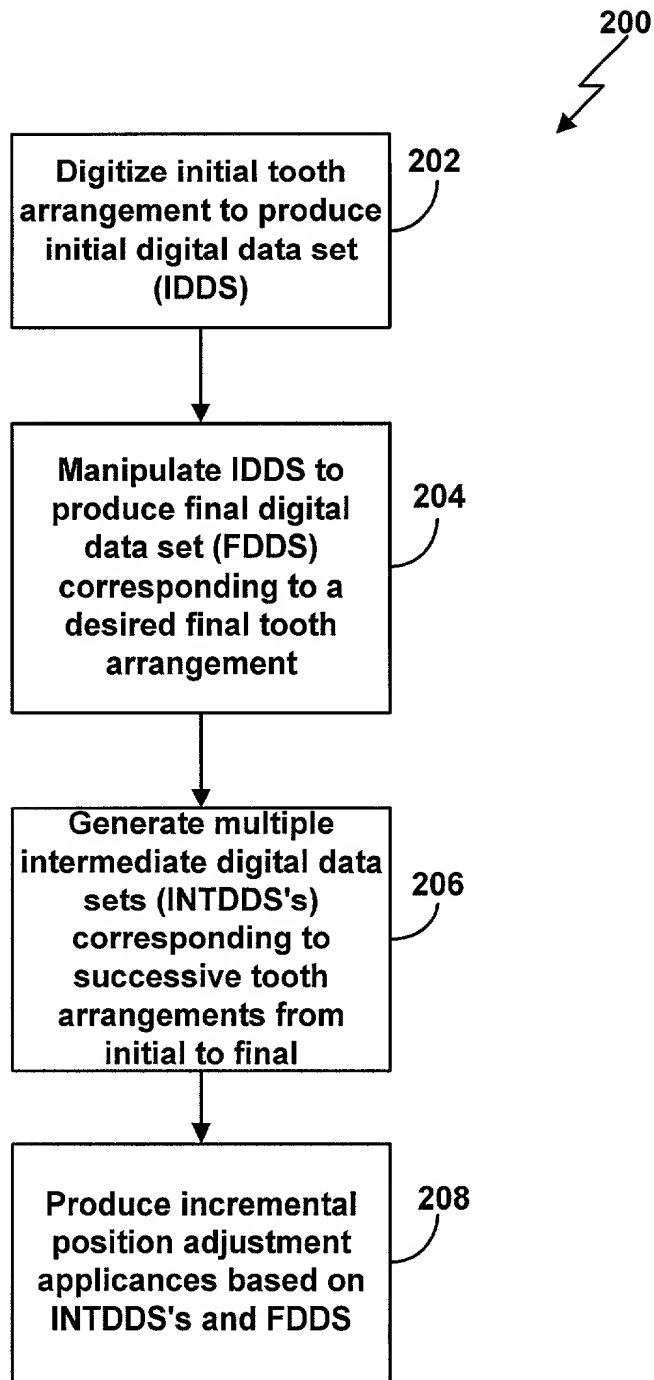 200
Digitize initial tooth
arrangement to produce
initial digital data set
(IDDS)
202
Manipulate IDDS to
produce final digital
data set (FDDS)
corresponding to a
desired final tooth
arrangement
204
Generate multiple
intermediate digital data
sets (INTDDS's)
corresponding to
successive tooth
arrangements from
initial to final
206
Produce incremental
position adjustment
applicances based on
INTDDS's and FDDS
208